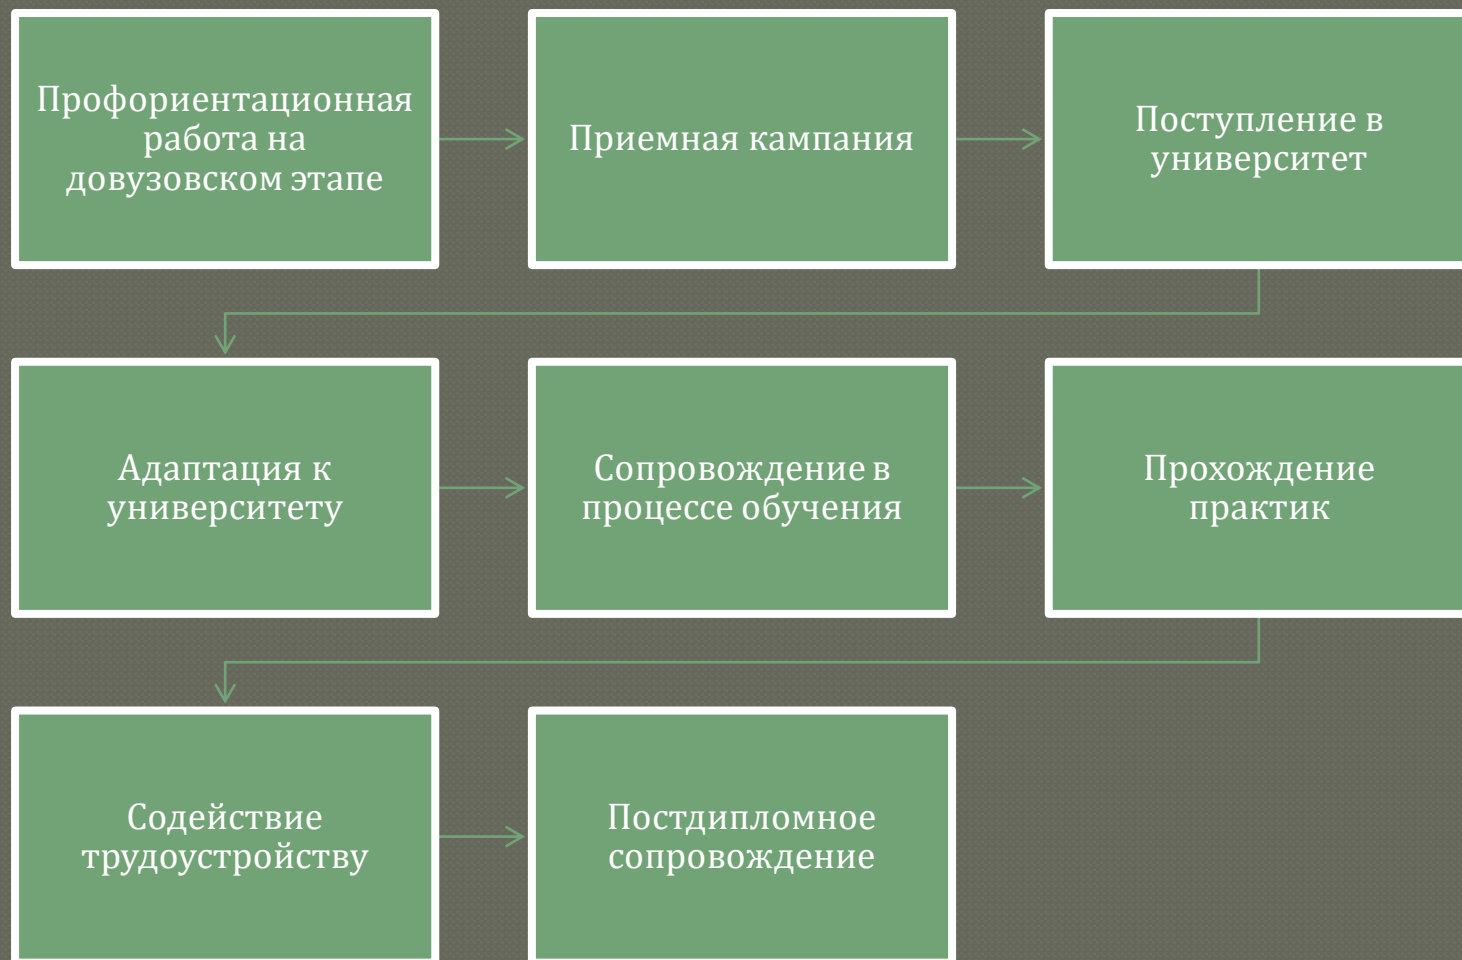 Профориентационная
работа на
довузовском этапе
Приемная кампания
Поступление в
университет
Адаптация к
университету
Сопровождение в
процессе обучения
Прохождение
практик
Содействие
трудоустройству
Постдипломное
сопровождение